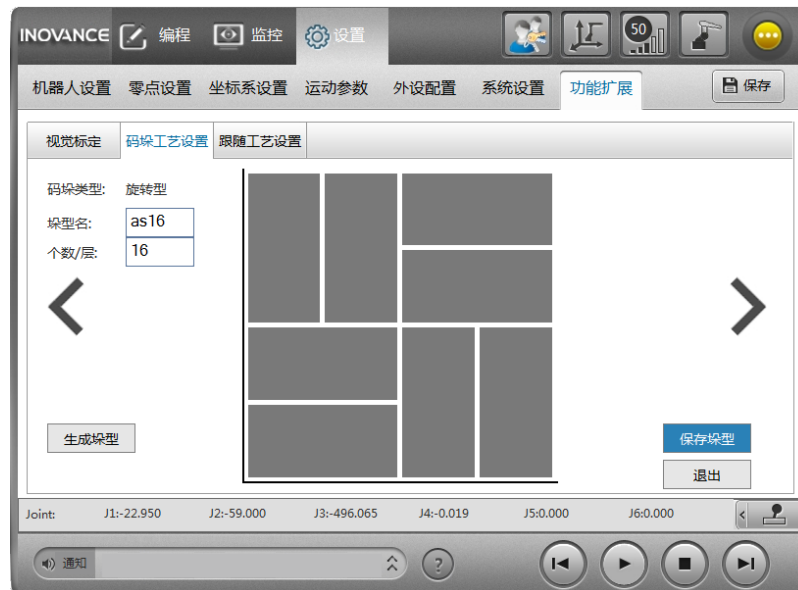 INOVANCE 编程 监控 设置 50
机器人设置 零点设置 坐标系设置 运动参数 外设配置 系统设置 功能扩展 保存
视觉标定 码垛工艺设置 跟随工艺设置
码垛类型: 旋转型
垛型名: as16
个数/层: 16
生成垛型
保存垛型
退出
Joint: J1:-22.950 J2:-59.000 J3:-496.065 J4:-0.019 J5:0.000 J6:0.000 <
通知 ?